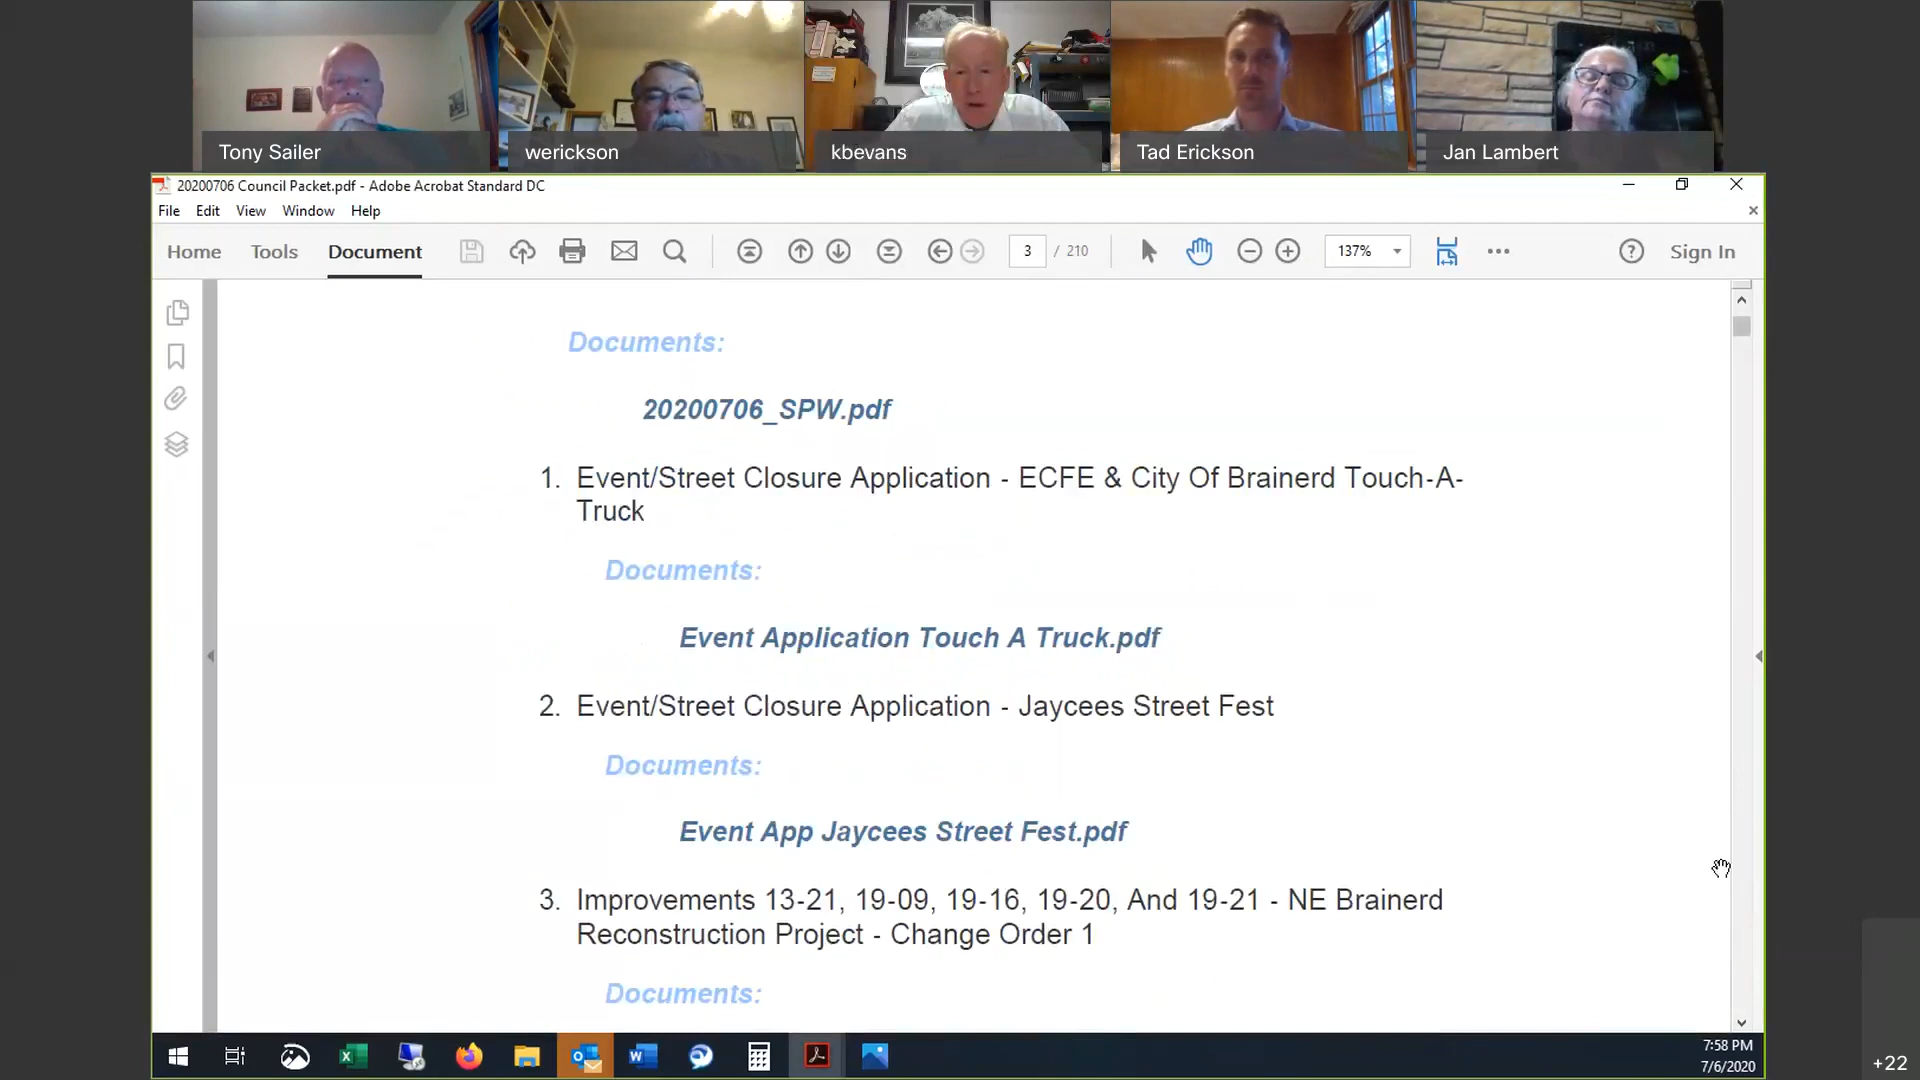 Tony Sailer
werickson
kbevans
Tad Erickson
Jan Lambert
20200706 Council Packet.pdf - Adobe Acrobat Standard DC
File Edit View Window Help
Home Tools Document 3 / 210 137% Sign In
Documents:
20200706_SPW.pdf
1. Event/Street Closure Application - ECFE & City Of Brainerd Touch-A-
Truck
Documents:
Event Application Touch A Truck.pdf
2. Event/Street Closure Application - Jaycees Street Fest
Documents:
Event App Jaycees Street Fest.pdf
3. Improvements 13-21, 19-09, 19-16, 19-20, And 19-21 - NE Brainerd
Reconstruction Project - Change Order 1
Documents:
7:58 PM
7/6/2020
+22